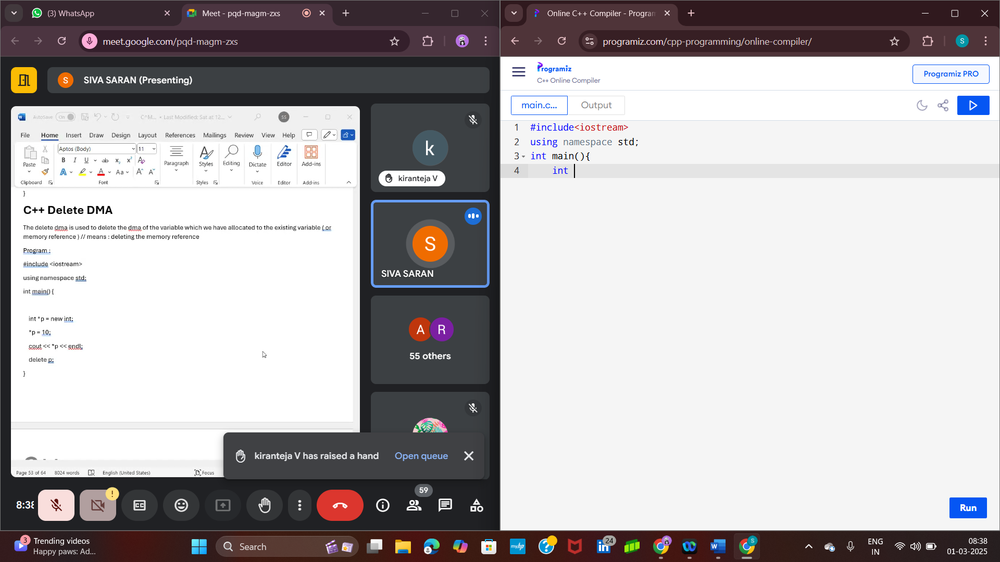 (3) WhatsApp
Meet - pqd-magm-zxs
meet.google.com/pqd-magm-zxs
S SIVA SARAN (Presenting)
AutoSave On C^M... • Last Modified: Sat at 12... SS
File Home Insert Draw Design Layout References Mailings Review View Help
Aptos (Body) 11
Paste Paragraph Styles Editing Dictate Editor Add-ins
Clipboard Font Styles Voice Editor Add-ins
}
C++ Delete DMA
The delete dma is used to delete the dma of the variable which we have allocated to the existing variable ( or
memory reference ) // means : deleting the memory reference
Program :
#include <iostream>
using namespace std;
int main() {
int *p = new int;
*p = 10;
cout << *p << endl;
delete p;
}
Page 53 of 64 8024 words English (United States) Focus
k
kiranteja V
S
SIVA SARAN
A R
55 others
kiranteja V has raised a hand Open queue
8:38
59
Online C++ Compiler - Program
programiz.com/cpp-programming/online-compiler/
S
Programiz
C++ Online Compiler
Programiz PRO
main.c... Output
1 #include<iostream>
2 using namespace std;
3 int main(){
4 int
Run
3 Trending videos
Happy paws: Ad...
Search
myhp
24
S
ENG
IN
08:38
01-03-2025